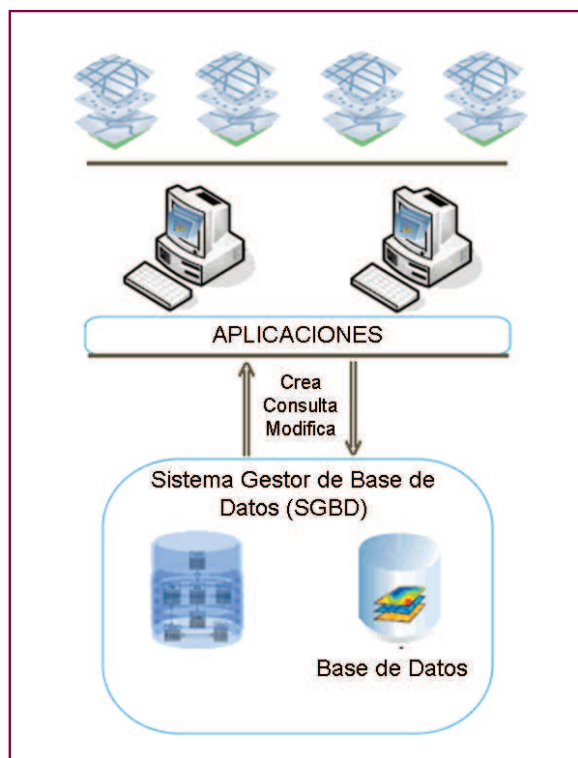 APLICACIONES
Crea
Consulta
Modifica
Sistema Gestor de Base de
Datos (SGBD)
Base de Datos